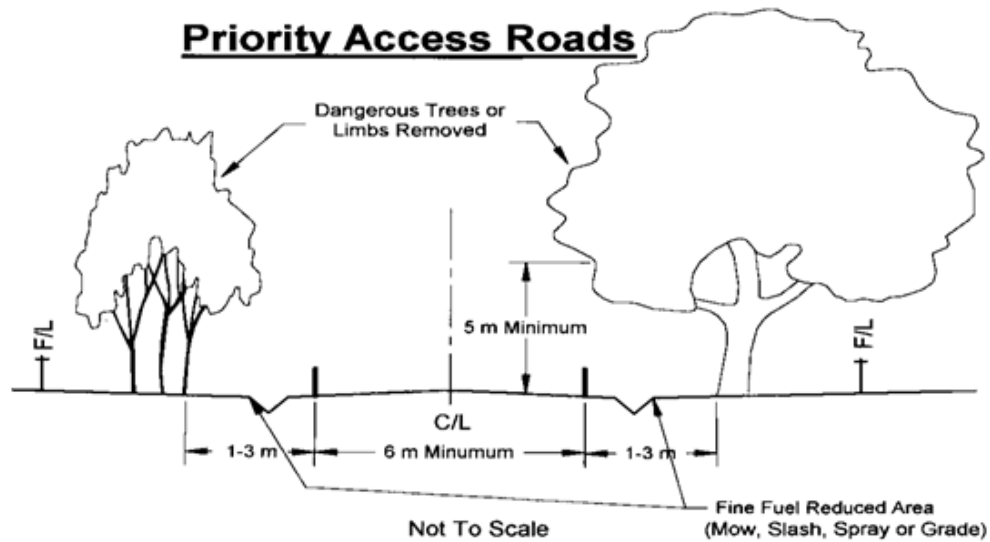 Priority Access Roads
Dangerous Trees or
Limbs Removed
5 m Minimum
F/L
F/L
C/L
1-3 m
6 m Minumum
1-3 m
Fine Fuel Reduced Area
(Mow, Slash, Spray or Grade)
Not To Scale